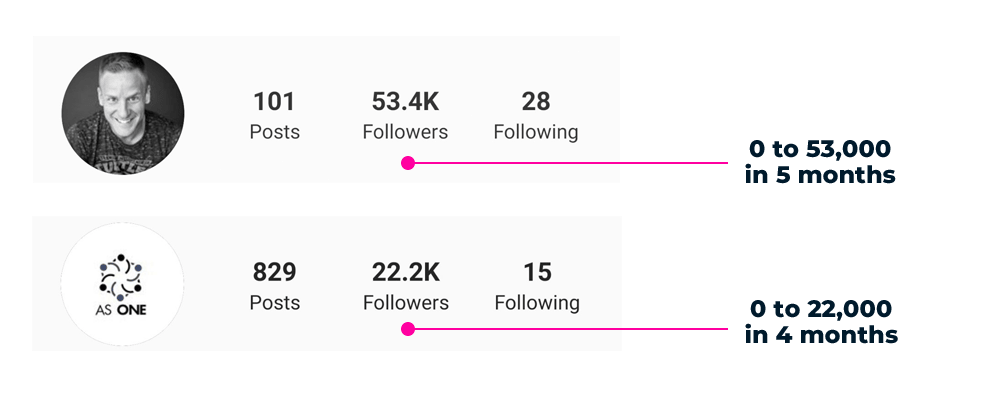 101 53.4K 28
Posts Followers Following
0 to 53,000
in 5 months
AS ONE
829 22.2K 15
Posts Followers Following
0 to 22,000
in 4 months